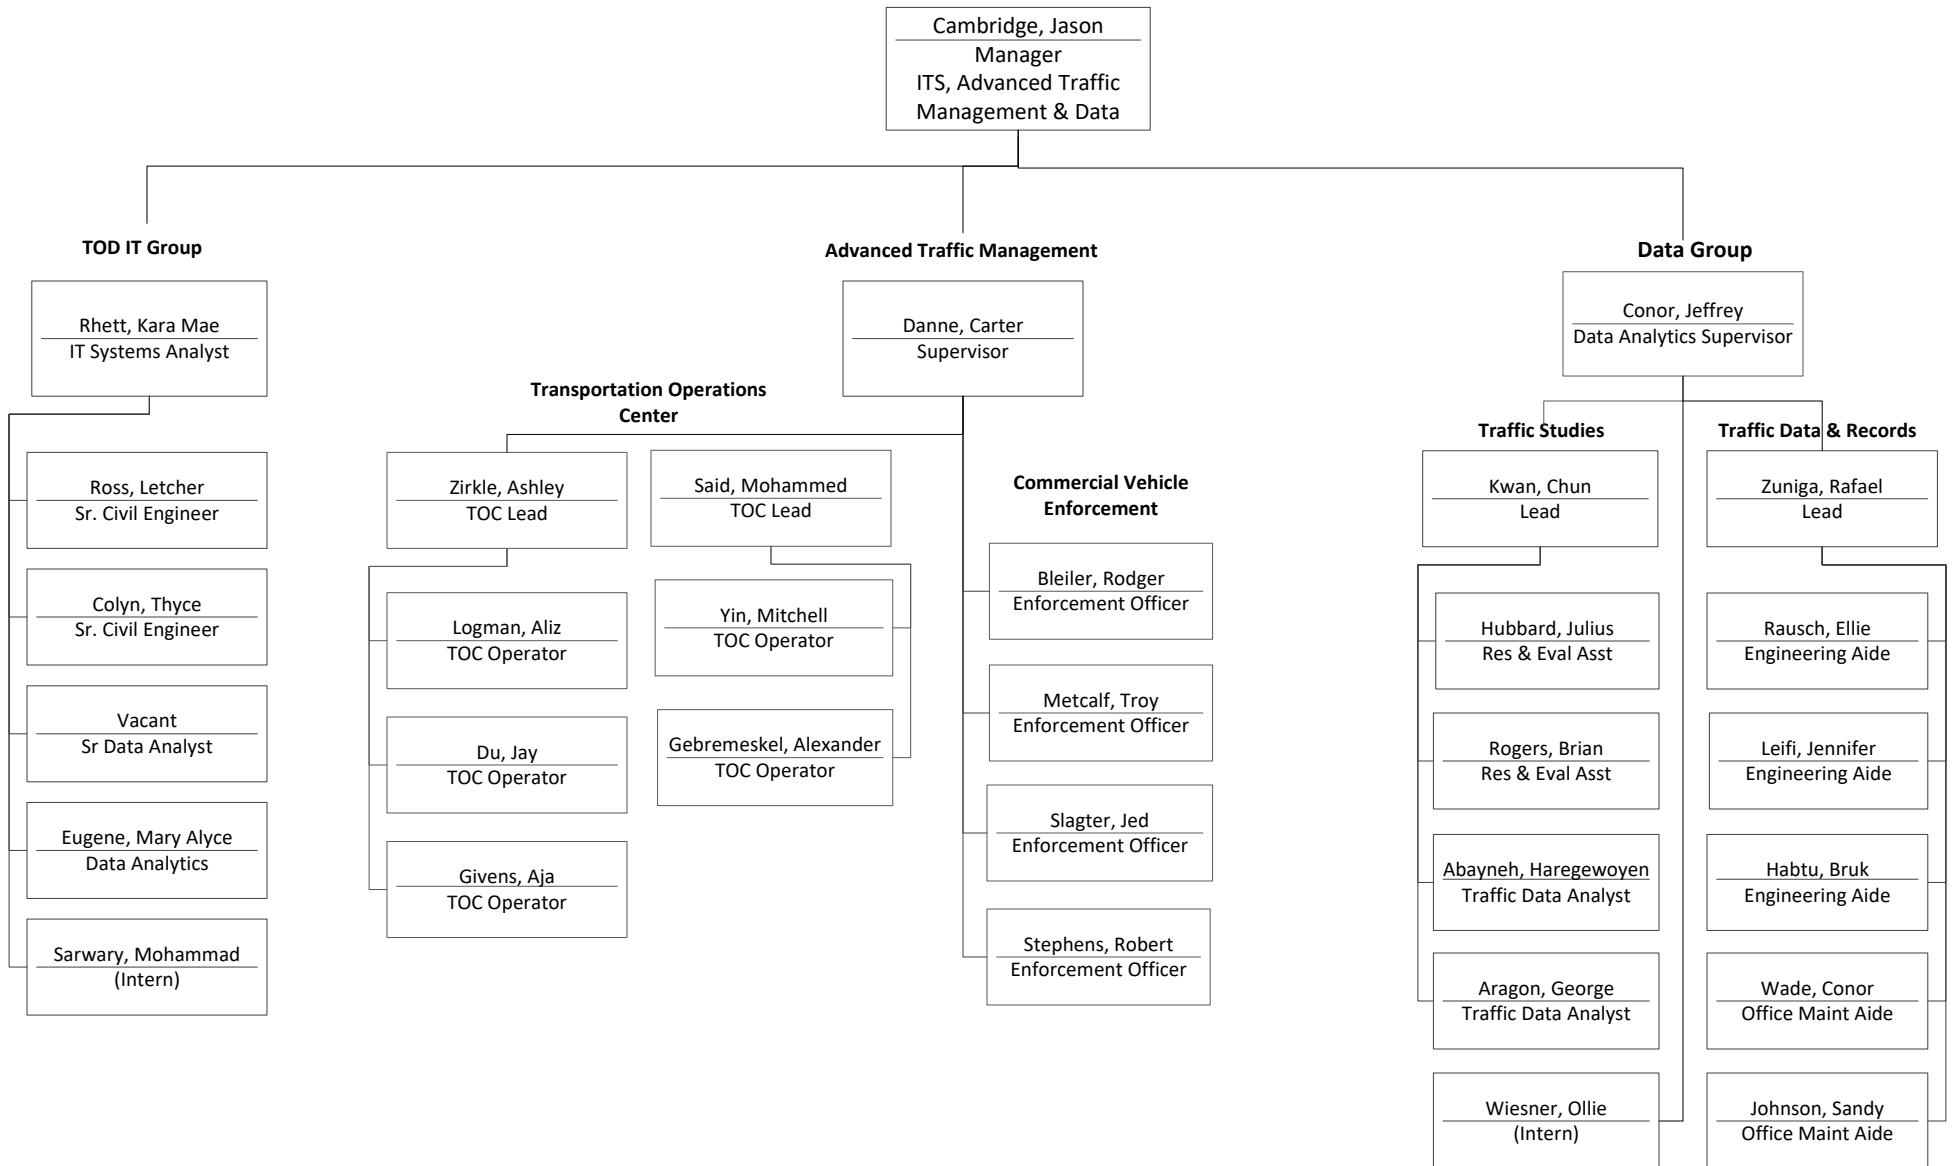 Cambridge, Jason
Manager
ITS, Advanced Traffic
Management & Data
TOD IT Group
Rhett, Kara Mae
IT Systems Analyst
Ross, Letcher
Sr. Civil Engineer
Colyn, Thyce
Sr. Civil Engineer
Vacant
Sr Data Analyst
Eugene, Mary Alyce
Data Analytics
Sarwary, Mohammad
(Intern)
Advanced Traffic Management
Danne, Carter
Supervisor
Transportation Operations
Center
Zirkle, Ashley
TOC Lead
Logman, Aliz
TOC Operator
Du, Jay
TOC Operator
Givens, Aja
TOC Operator
Said, Mohammed
TOC Lead
Yin, Mitchell
TOC Operator
Gebremeskel, Alexander
TOC Operator
Commercial Vehicle
Enforcement
Bleiler, Rodger
Enforcement Officer
Metcalf, Troy
Enforcement Officer
Slagter, Jed
Enforcement Officer
Stephens, Robert
Enforcement Officer
Data Group
Conor, Jeffrey
Data Analytics Supervisor
Traffic Studies
Kwan, Chun
Lead
Hubbard, Julius
Res & Eval Asst
Rogers, Brian
Res & Eval Asst
Abayneh, Haregewoyen
Traffic Data Analyst
Aragon, George
Traffic Data Analyst
Wiesner, Ollie
(Intern)
Traffic Data & Records
Zuniga, Rafael
Lead
Rausch, Ellie
Engineering Aide
Leifi, Jennifer
Engineering Aide
Habtu, Bruk
Engineering Aide
Wade, Conor
Office Maint Aide
Johnson, Sandy
Office Maint Aide